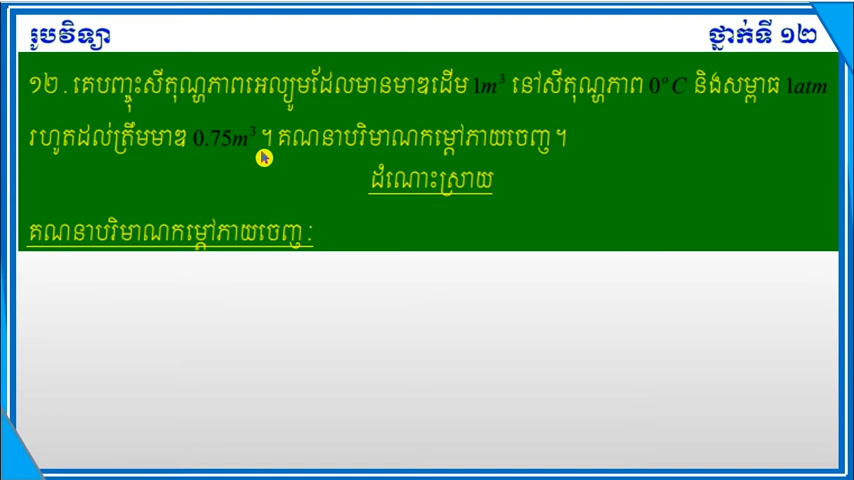 រូបវិទ្យា
ថ្នាក់ទី ១២
១២. គេបញ្ចុះសីតុណ្ហភាពអេល្យូមដែលមានមាឌដើម 1m³ នៅសីតុណ្ហភាព 0°C និងសម្ពាធ 1atm
រហូតដល់ត្រឹមមាឌ 0.75m³ ។ គណនាបរិមាណកម្ដៅភាយចេញ។
ដំណោះស្រាយ
គណនាបរិមាណកម្ដៅភាយចេញ: